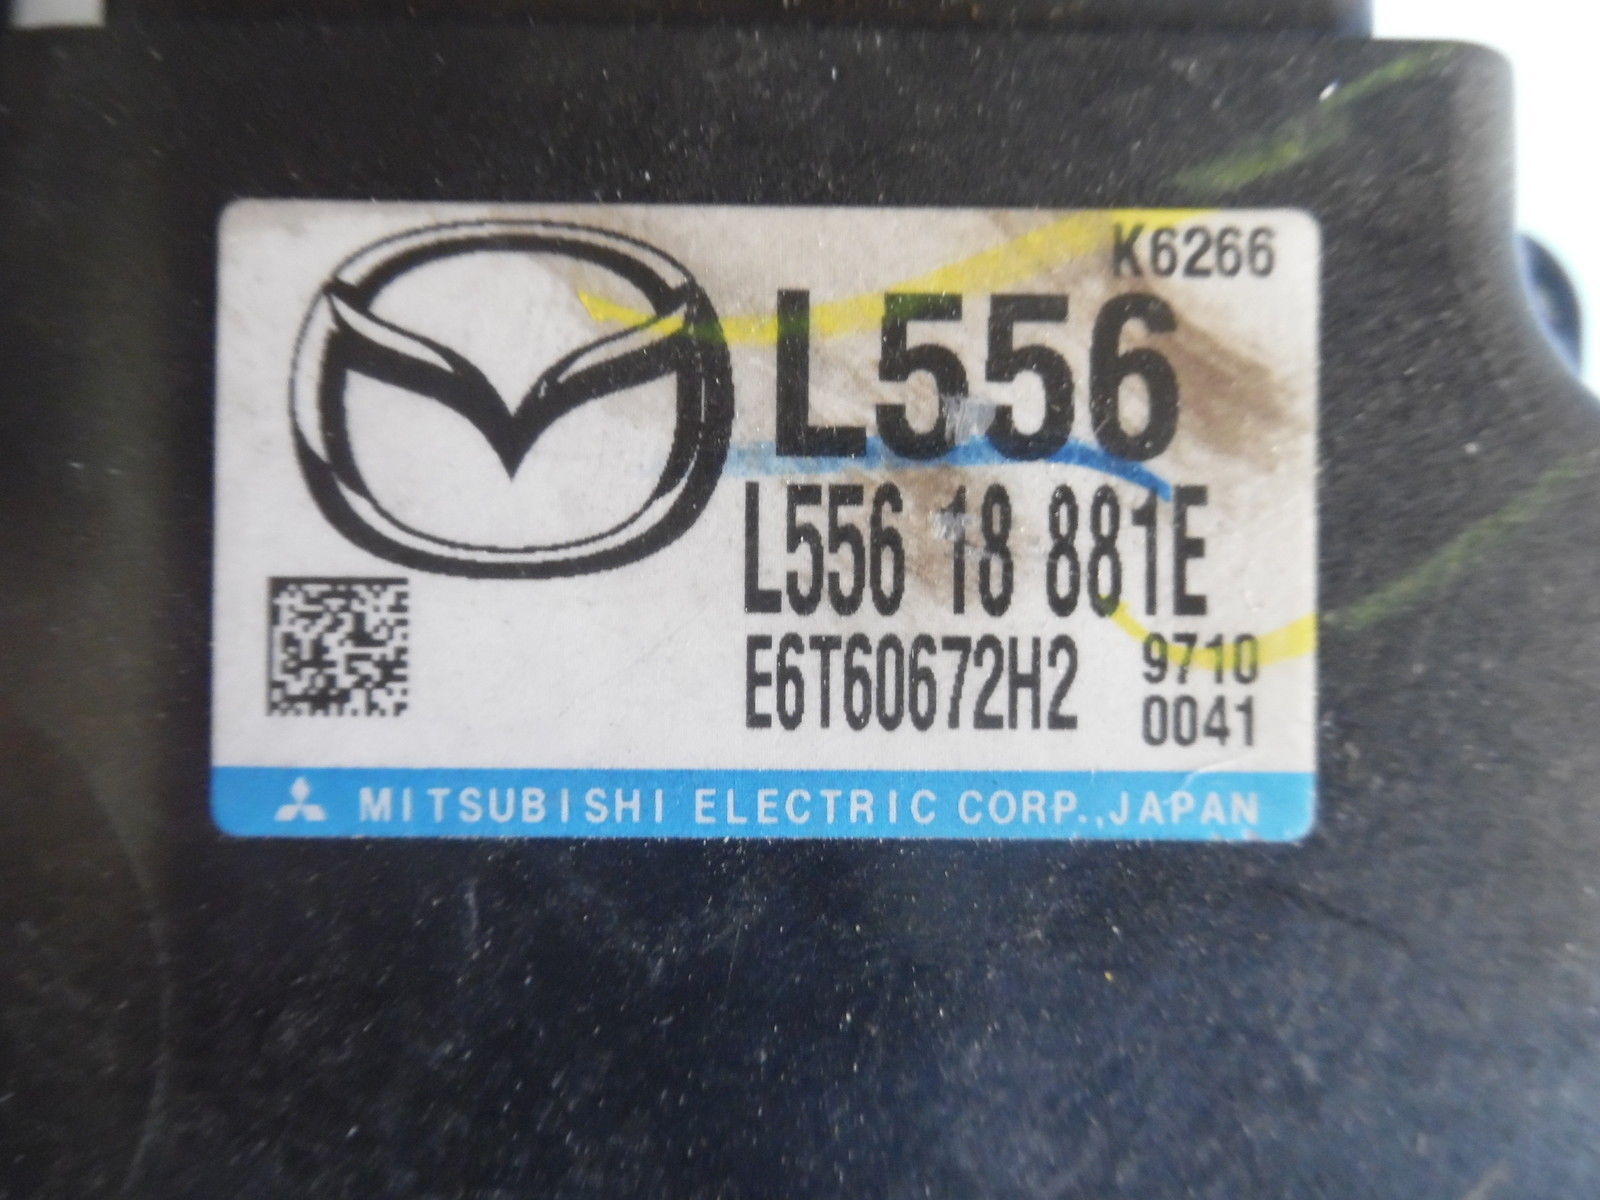 K6266
L556
L556 18 881E
E6T60672H2 9710
0041
MITSUBISHI ELECTRIC CORP.,JAPAN